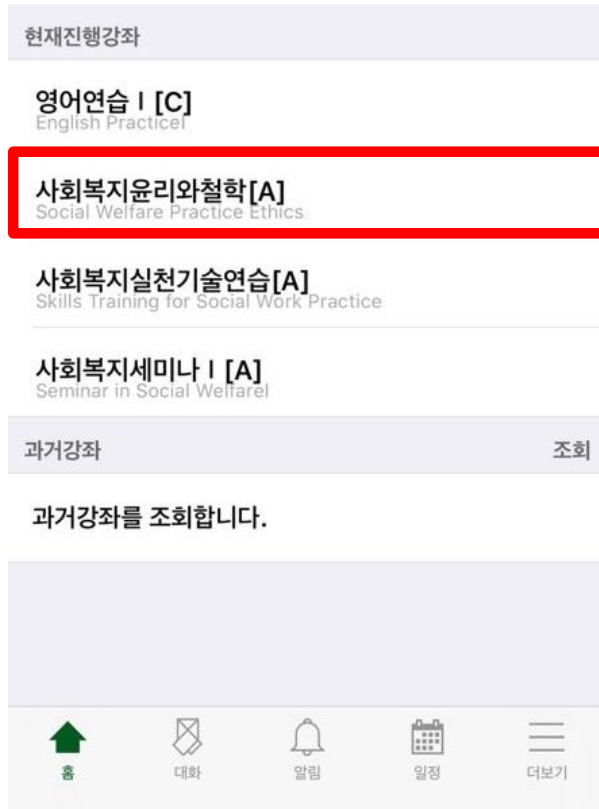 현재진행강좌
영어연습Ⅰ[C]
English PracticeⅠ
사회복지윤리와철학[A]
Social Welfare Practice Ethics
사회복지실천기술연습[A]
Skills Training for Social Work Practice
사회복지세미나Ⅰ[A]
Seminar in Social WelfareⅠ
과거강좌 조회
과거강좌를 조회합니다.
홈 대화 알림 일정 더보기